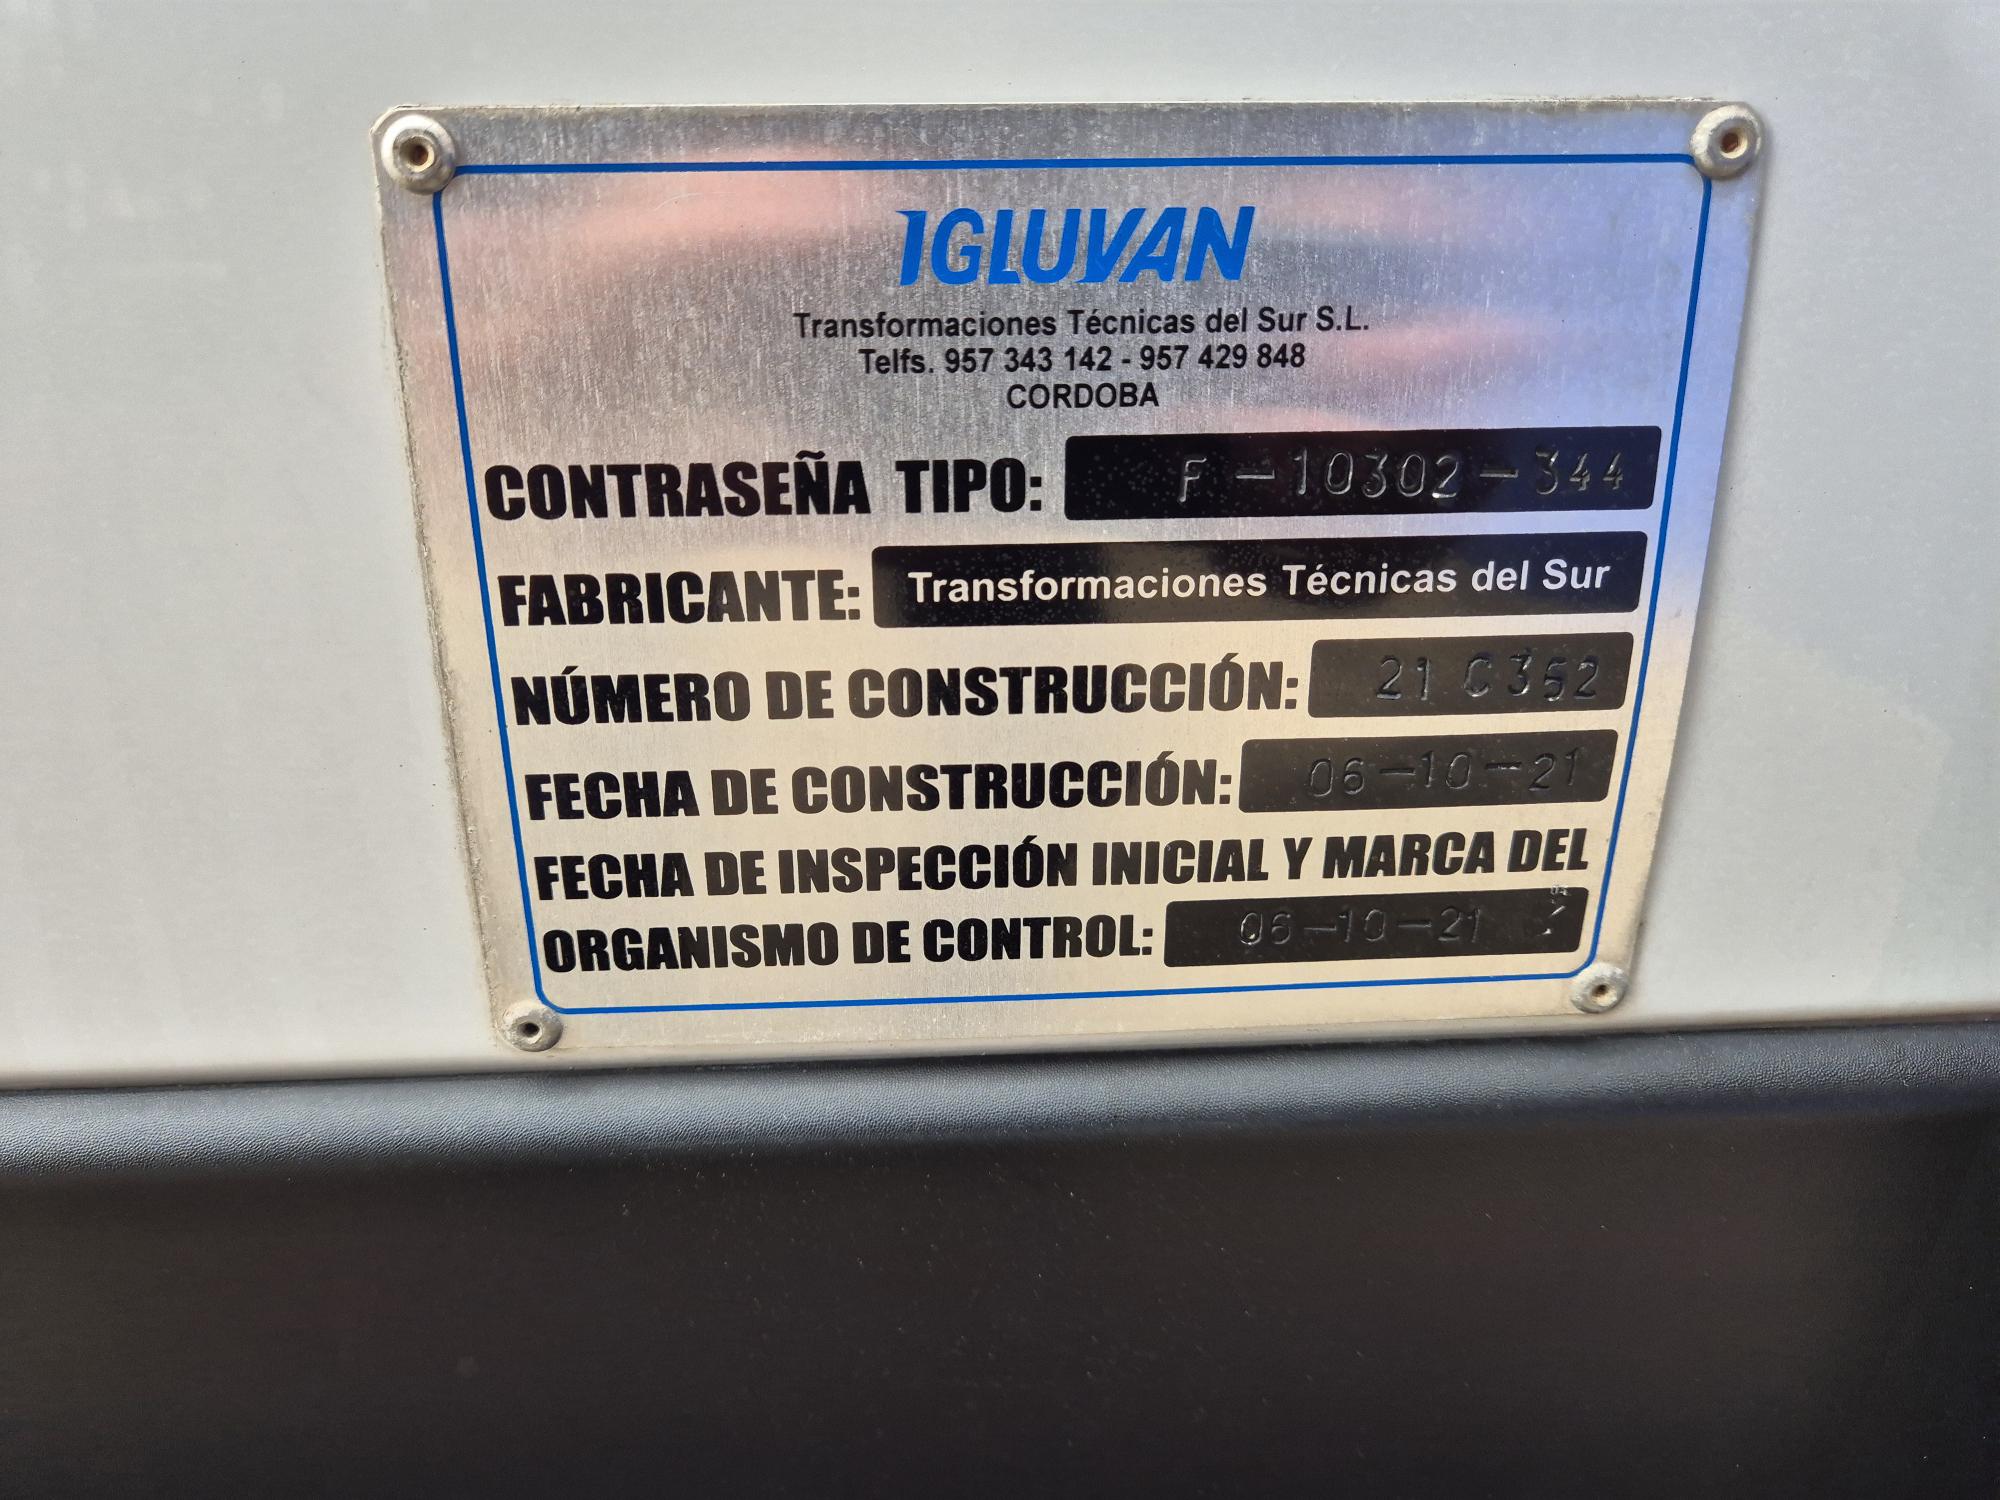 IGLUVAN
Transformaciones Técnicas del Sur S.L.
Telfs. 957 343 142 - 957 429 848
CORDOBA
CONTRASEÑA TIPO: F-10302-344
FABRICANTE: Transformaciones Técnicas del Sur
NÚMERO DE CONSTRUCCIÓN: 21 C352
FECHA DE CONSTRUCCIÓN: 06-10-21
FECHA DE INSPECCIÓN INICIAL Y MARCA DEL
ORGANISMO DE CONTROL: 06-10-21